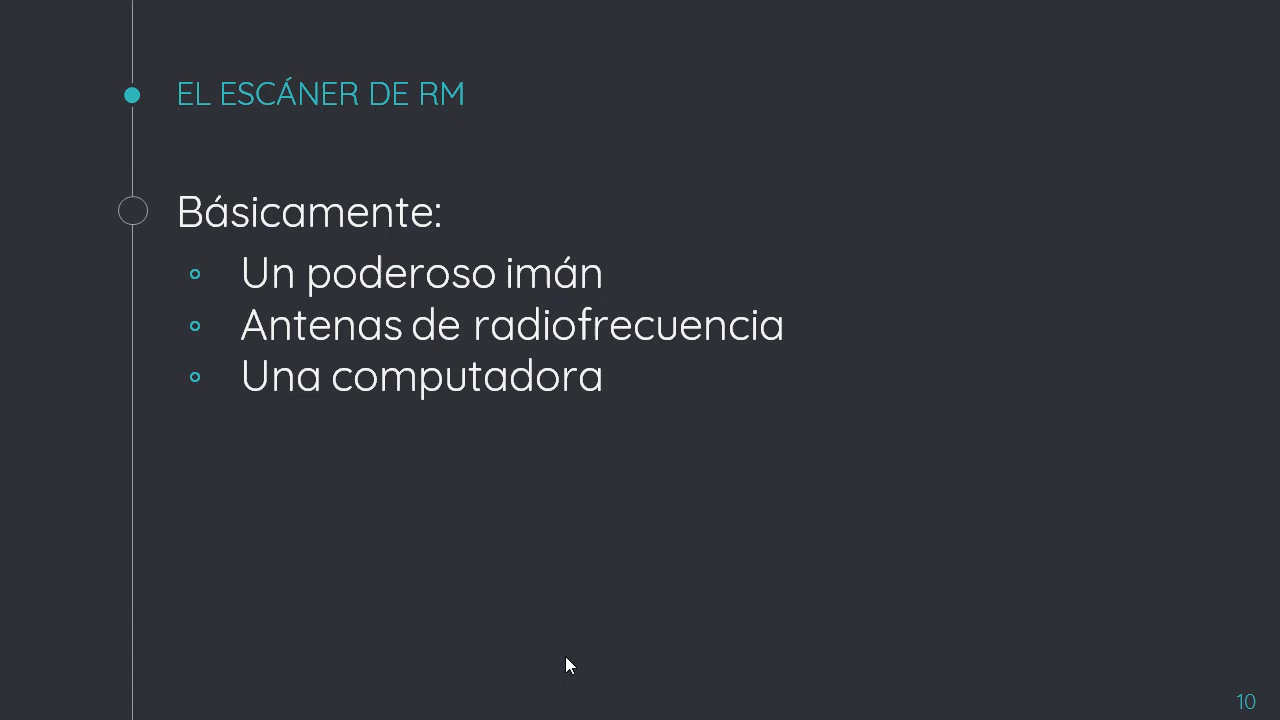 EL ESCÁNER DE RM
Básicamente:
Un poderoso imán
Antenas de radiofrecuencia
Una computadora
10